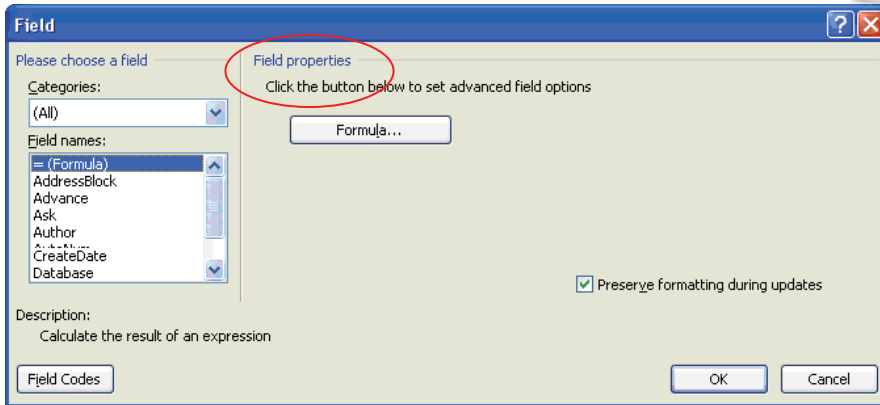 Field
Please choose a field
Categories:
(All)
Field names:
= (Formula)
AddressBlock
Advance
Ask
Author
CreateDate
Database
Field properties
Click the button below to set advanced field options
Formula...
Preserve formatting during updates
Description:
Calculate the result of an expression
Field Codes
OK
Cancel